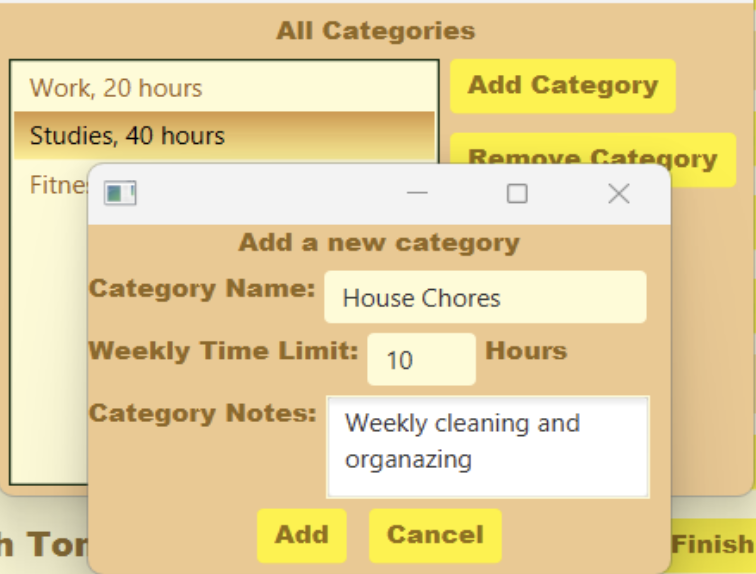 All Categories
Work, 20 hours
Add Category
Studies, 40 hours
Remove Category
Add a new category
Category Name: House Chores
Weekly Time Limit: 10 Hours
Category Notes: Weekly cleaning and
organazing
Add Cancel
Finish